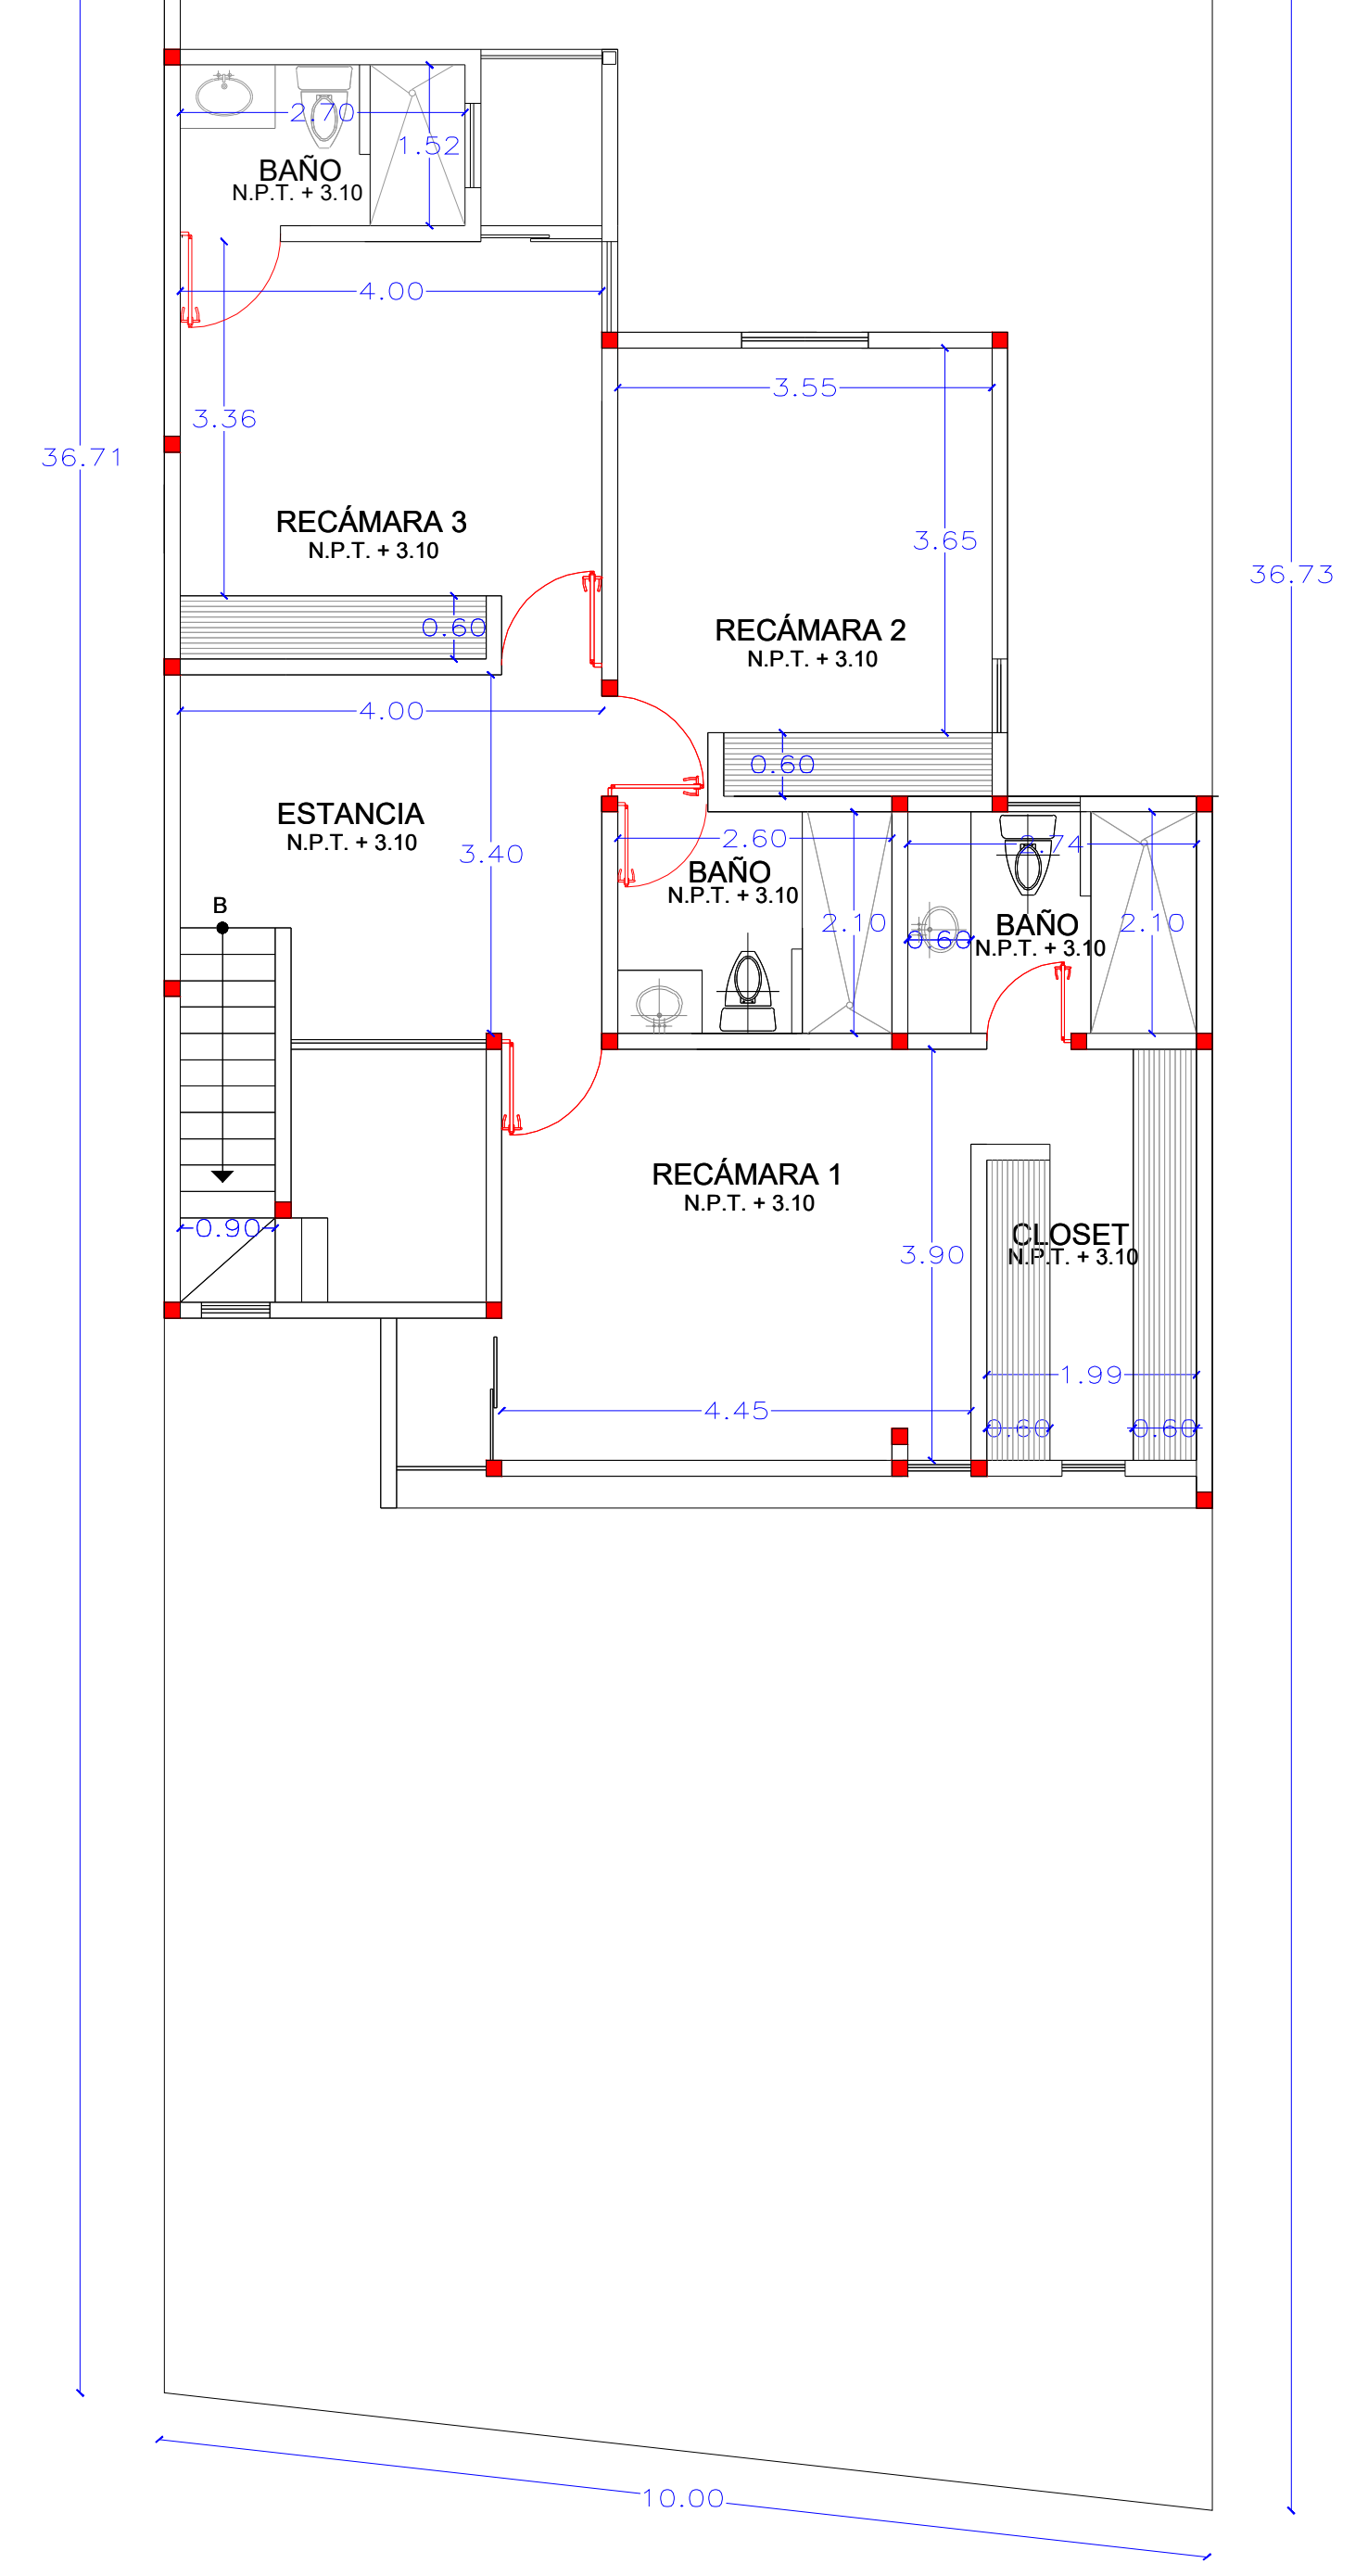 2.70
1.52
BAÑO
N.P.T. + 3.10
4.00
3.36
3.55
36.71
RECÁMARA 3
N.P.T. + 3.10
3.65
36.73
0.60
RECÁMARA 2
N.P.T. + 3.10
4.00
0.60
ESTANCIA
N.P.T. + 3.10
3.40
2.60
2.74
BAÑO
N.P.T. + 3.10
B
2.10
0.60
BAÑO
N.P.T. + 3.10
2.10
RECÁMARA 1
N.P.T. + 3.10
0.90
3.90
CLOSET
N.P.T. + 3.10
1.99
4.45
0.60
0.60
10.00